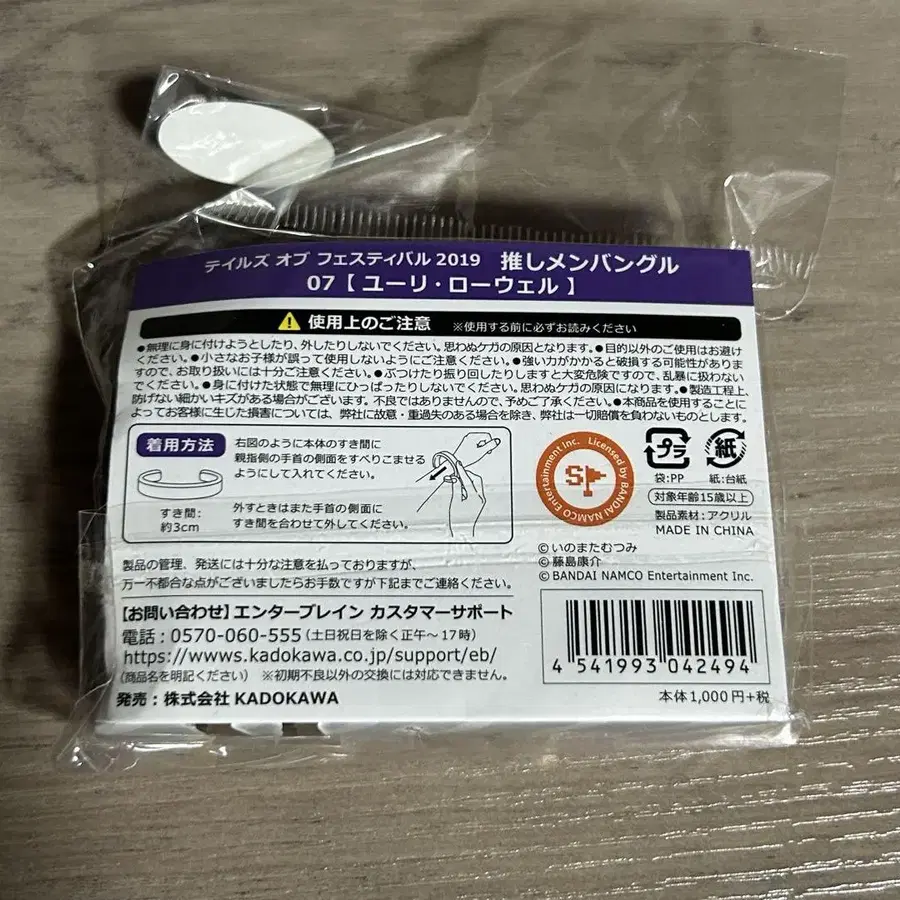 テイルズ オブ フェスティバル 2019　推しメンバングル
07【 ユーリ・ローウェル 】
使用上のご注意　※使用する前に必ずお読みください
●無理に身に付けようとしたり、外したりしないでください。思わぬケガの原因となります。●目的以外のご使用はお避け
ください。●小さなお子様が誤って使用しないようにご注意ください。●強い力がかかると破損する可能性があります
ので、お取り扱いには十分ご注意ください。●ぶつけたり振り回したりしますと大変危険ですので、乱暴に扱わない
でください。●身に付けた状態で無理にひっぱったりしないでください。思わぬケガの原因になります。●製造工程上、
防げない細かいキズがある場合がございます。不良ではありませんので、予めご了承ください。●本商品を使用することに
よってお客様に生じた損害については、弊社に故意・重過失のある場合を除き、弊社は一切賠償を負わないものとします。
着用方法
右図のように本体のすき間に
親指側の手首の側面をすべりこませる
ようにして入れてください。
すき間:
約3cm
外すときはまた手首の側面に
すき間を合わせて外してください。
Licensed by BANDAI NAMCO Entertainment Inc.
S
プラ
紙
袋:PP
紙:台紙
対象年齢15歳以上
製品素材:アクリル
MADE IN CHINA
©いのまたむつみ
©藤島康介
©BANDAI NAMCO Entertainment Inc.
製品の管理、発送には十分な注意を払っておりますが、
万一不都合な点がございましたらお手数ですが下記までご連絡ください。
【お問い合わせ】エンターブレイン カスタマーサポート
電話：0570-060-555（土日祝日を除く正午～17時）
https://wwws.kadokawa.co.jp/support/eb/
（商品名を明記ください） ※初期不良以外の交換には対応できません。
発売：株式会社 KADOKAWA
4 541993 042494
本体1,000円+税